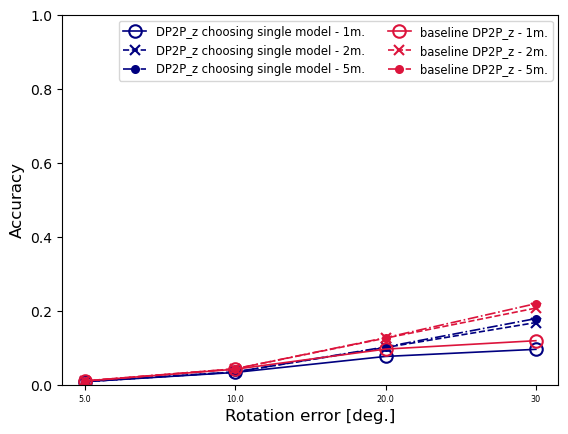 DP2P_z choosing single model - 1m.
DP2P_z choosing single model - 2m.
DP2P_z choosing single model - 5m.
baseline DP2P_z - 1m.
baseline DP2P_z - 2m.
baseline DP2P_z - 5m.
1.0
0.8
0.6
0.4
0.2
0.0
Accuracy
5.0 10.0 20.0 30
Rotation error [deg.]